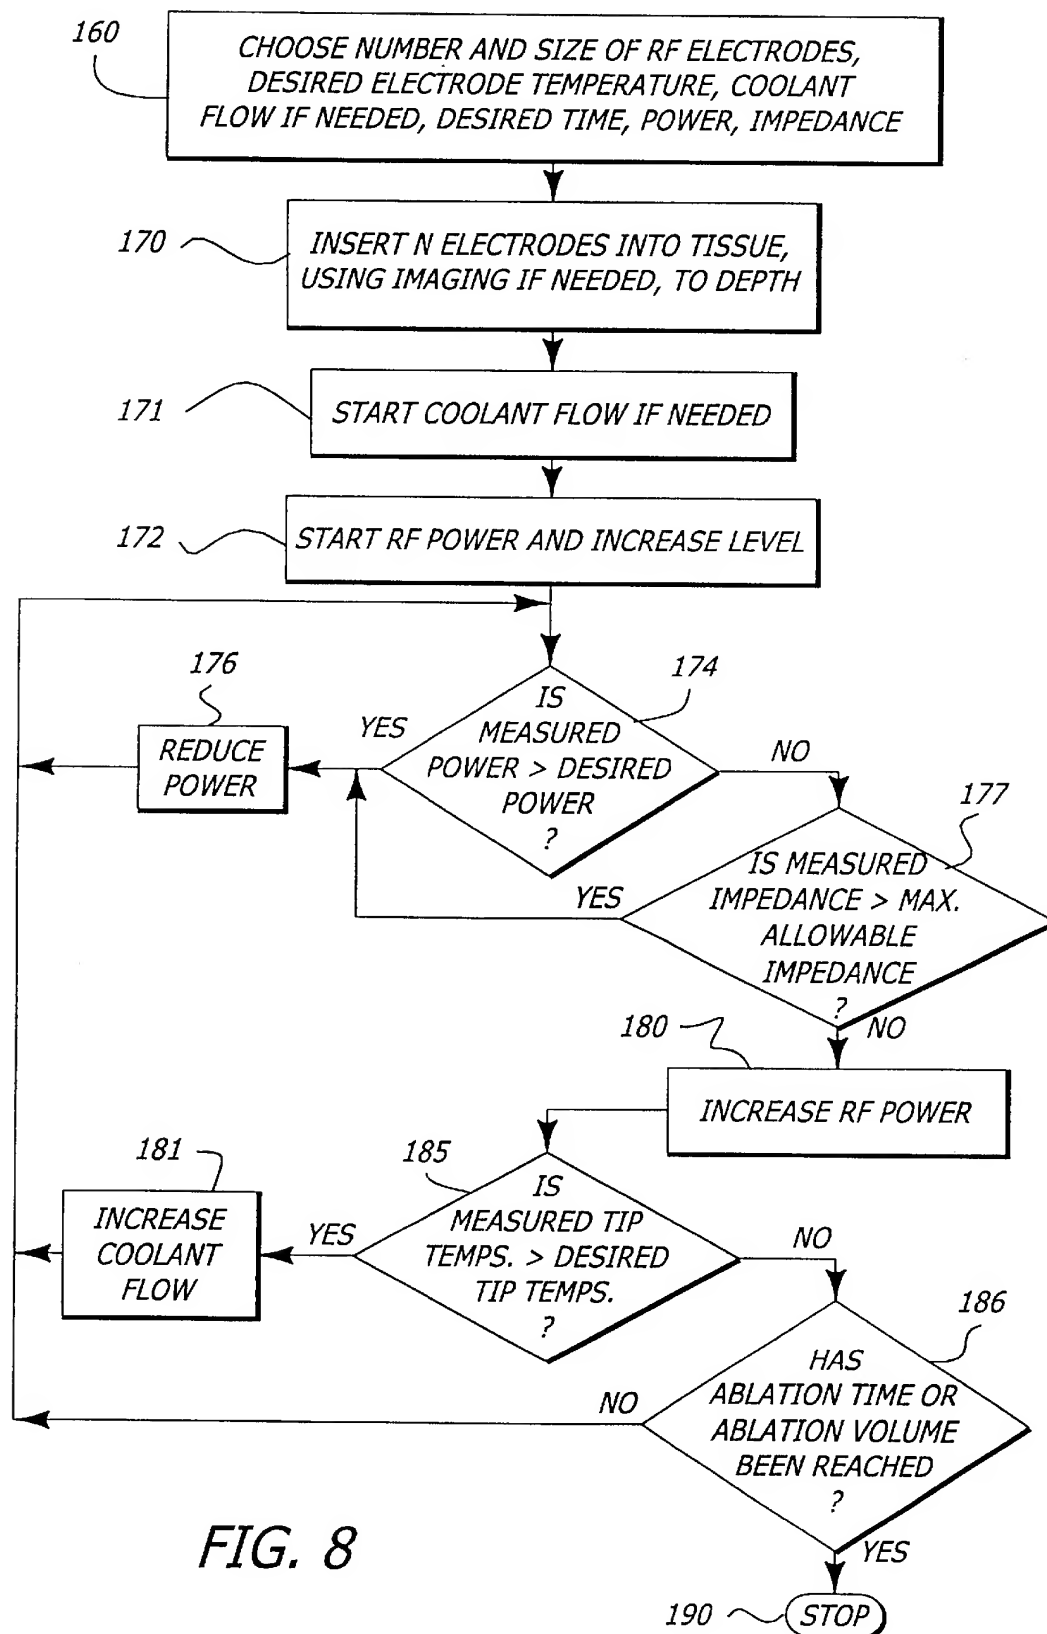 160
CHOOSE NUMBER AND SIZE OF RF ELECTRODES,
DESIRED ELECTRODE TEMPERATURE, COOLANT
FLOW IF NEEDED, DESIRED TIME, POWER, IMPEDANCE
170
INSERT N ELECTRODES INTO TISSUE,
USING IMAGING IF NEEDED, TO DEPTH
171
START COOLANT FLOW IF NEEDED
172
START RF POWER AND INCREASE LEVEL
176
REDUCE
POWER
YES
174
IS
MEASURED
POWER > DESIRED
POWER
?
NO
177
IS MEASURED
IMPEDANCE > MAX.
ALLOWABLE
IMPEDANCE
?
YES
NO
180
INCREASE RF POWER
181
INCREASE
COOLANT
FLOW
YES
185
IS
MEASURED TIP
TEMPS. > DESIRED
TIP TEMPS.
?
NO
186
HAS
ABLATION TIME OR
ABLATION VOLUME
BEEN REACHED
?
NO
YES
190
STOP
FIG. 8